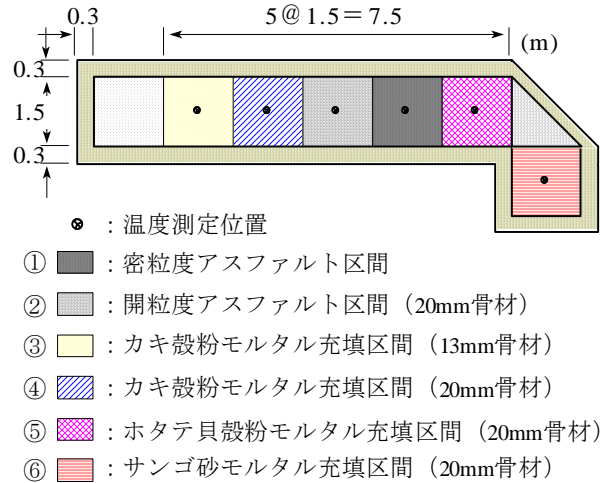 0.3
5@1.5＝7.5
(m)
0.3
1.5
0.3
：温度測定位置
①：密粒度アスファルト区間
②：開粒度アスファルト区間（20mm骨材）
③：カキ殻粉モルタル充填区間（13mm骨材）
④：カキ殻粉モルタル充填区間（20mm骨材）
⑤：ホタテ貝殻粉モルタル充填区間（20mm骨材）
⑥：サンゴ砂モルタル充填区間（20mm骨材）